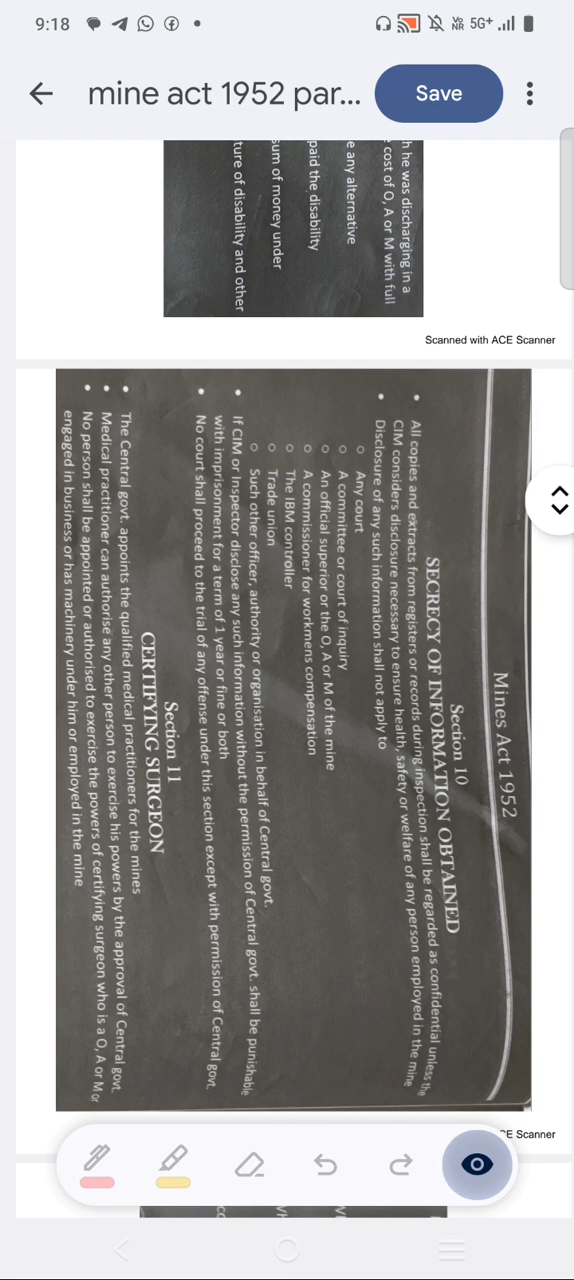 9:18
Vo
NR
5G+
mine act 1952 par...
Save
h he was discharging in a
e cost of O, A or M with full
e any alternative
paid the disability
sum of money under
ture of disability and other
Scanned with ACE Scanner
Mines Act 1952
Section 10
SECRECY OF INFORMATION OBTAINED
• All copies and extracts from registers or records during inspection shall be regarded as confidential unless the
CIM considers disclosure necessary to ensure health, safety or welfare of any person employed in the mine
• Disclosure of any such information shall not apply to
o Any court
o A committee or court of inquiry
o An official superior or the O, A or M of the mine
o A commissioner for workmens compensation
o The IBM controller
o Trade union
o Such other officer, authority or organisation in behalf of Central govt.
• If CIM or Inspector disclose any such information without the permission of Central govt. shall be punishable
with imprisonment for a term of 1 year or fine or both
• No court shall proceed to the trial of any offense under this section except with permission of Central govt.
Section 11
CERTIFYING SURGEON
• The Central govt. appoints the qualified medical practitioners for the mines
• Medical practitioner can authorise any other person to exercise his powers by the approval of Central govt.
• No person shall be appointed or authorised to exercise the powers of certifying surgeon who is a O, A or M or
engaged in business or has machinery under him or employed in the mine
CE Scanner